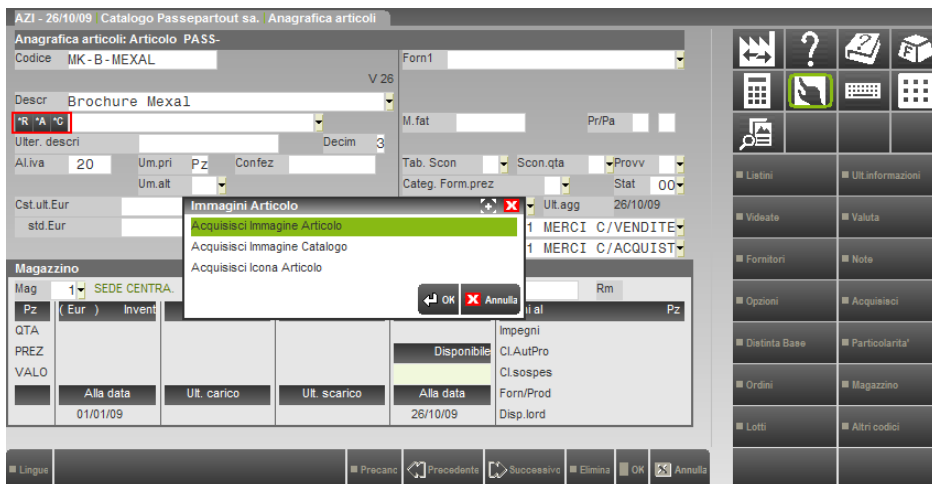 AZI - 26/10/09 Catalogo Passepartout sa. Anagrafica articoli
Anagrafica articoli: Articolo PASS-
Codice MK-B-MEXAL Forn1
V 26
Descr Brochure Mexal
*R *A *C M.fat Pr/Pa
Ulter. descri Decim 3
Al.iva 20 Um.pri Pz Confez Tab. Scon Scon.qta Provv
Um.alt Categ. Form.prez Stat 00
Cst.ult.Eur Immagini Articolo Ult.agg 26/10/09
std.Eur Acquisisci Immagine Articolo 1 MERCI C/VENDITE
Acquisisci Immagine Catalogo 1 MERCI C/ACQUIST
Magazzino Acquisisci Icona Articolo
Mag 1 SEDE CENTRA. OK Annulla Rm
Pz ( Eur ) Invent al Pz
QTA Impegni
PREZ Disponibile Cl.AutPro
VALO Cl.sospes
Alla data Ult. carico Ult. scarico Alla data Forn/Prod
01/01/09 26/10/09 Disp.lord
Lingue Precanc Precedente Successivo Elimina OK Annulla
Listini Ult.informazioni
Videate Valuta
Fornitori Note
Opzioni Acquisisci
Distinta Base Particolarita'
Ordini Magazzino
Lotti Altri codici